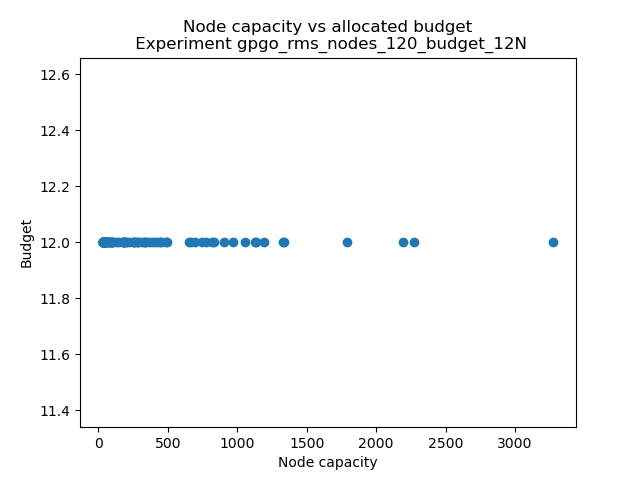 Node capacity vs allocated budget
Experiment gpgo_rms_nodes_120_budget_12N
12.6
12.4
12.2
12.0
11.8
11.6
11.4
Budget
0 500 1000 1500 2000 2500 3000
Node capacity